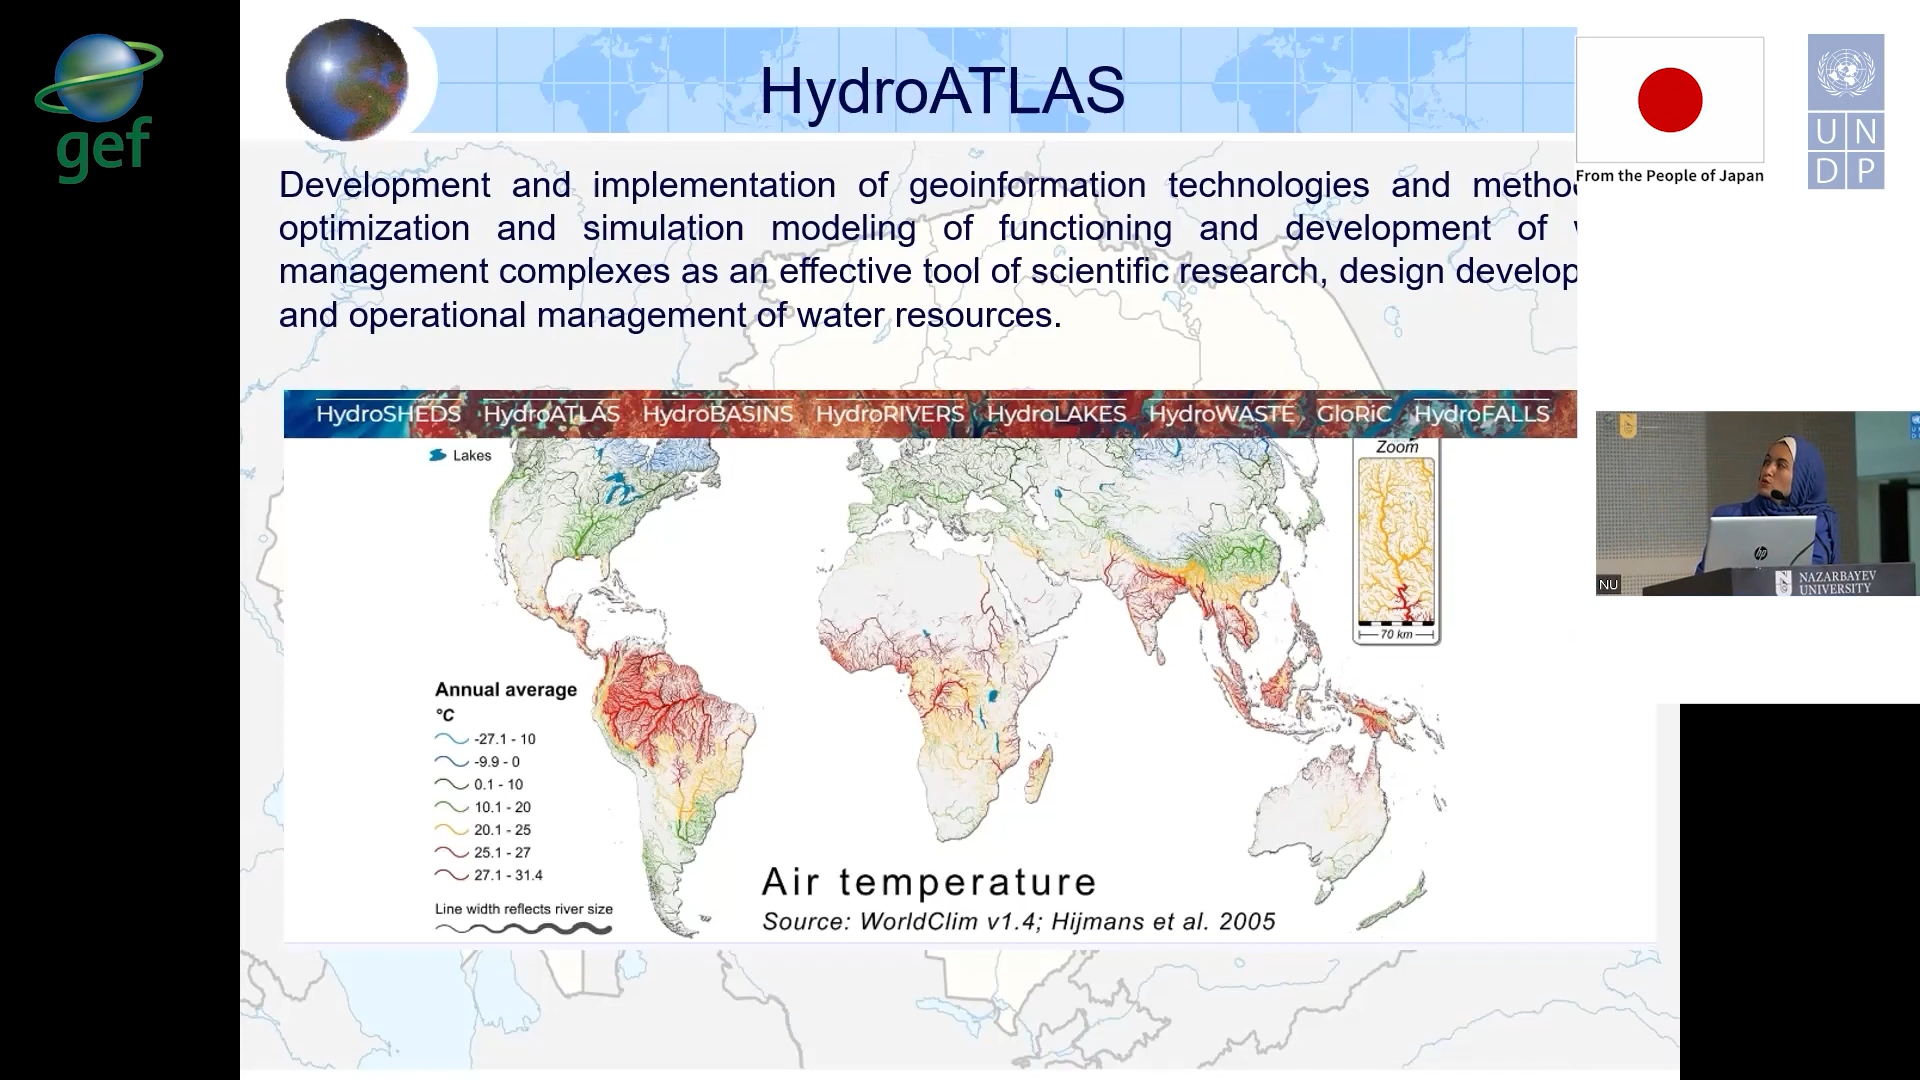 gef
HydroATLAS
From the People of Japan
U N
D P
Development and implementation of geoinformation technologies and
optimization and simulation modeling of functioning and development of
management complexes as an effective tool of scientific research, design
and operational management of water resources.
HydroSHEDS HydroATLAS HydroBASINS HydroRIVERS HydroLAKES HydroWASTE GloRiC HydroFALLS
Lakes
Zoom
70 km
Annual average
°C
-27.1 - 10
-9.9 - 0
0.1 - 10
10.1 - 20
20.1 - 25
25.1 - 27
27.1 - 31.4
Line width reflects river size
Air temperature
Source: WorldClim v1.4; Hijmans et al. 2005
hp
NU
NAZARBAYEV
UNIVERSITY